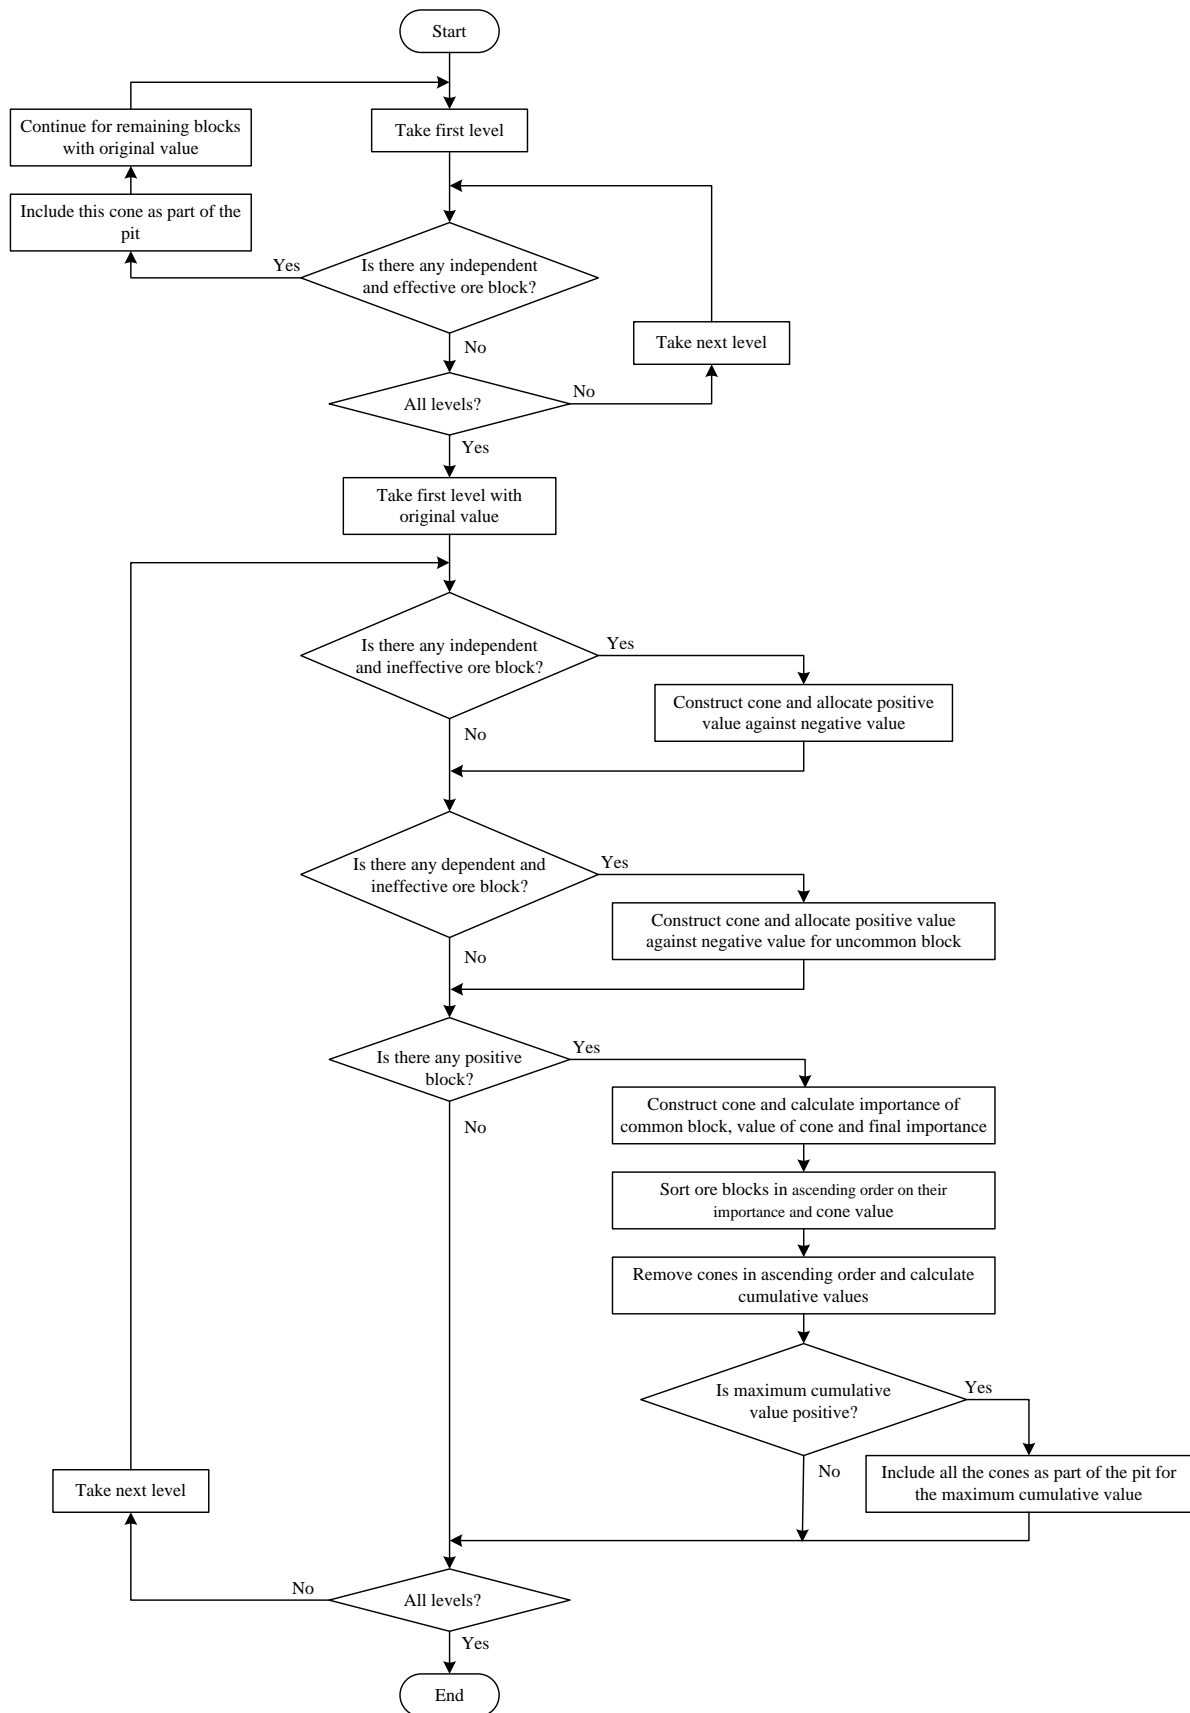 Start
Continue for remaining blocks
with original value
Take first level
Include this cone as part of the
pit
Yes
Is there any independent
and effective ore block?
No
Take next level
All levels?
No
Yes
Take first level with
original value
Is there any independent
and ineffective ore block?
Yes
Construct cone and allocate positive
value against negative value
No
Is there any dependent and
ineffective ore block?
Yes
Construct cone and allocate positive value
against negative value for uncommon block
No
Is there any positive
block?
Yes
Construct cone and calculate importance of
common block, value of cone and final importance
No
Sort ore blocks in ascending order on their
importance and cone value
Remove cones in ascending order and calculate
cumulative values
Is maximum cumulative
value positive?
Yes
No
Include all the cones as part of the pit for
the maximum cumulative value
Take next level
No
All levels?
Yes
End